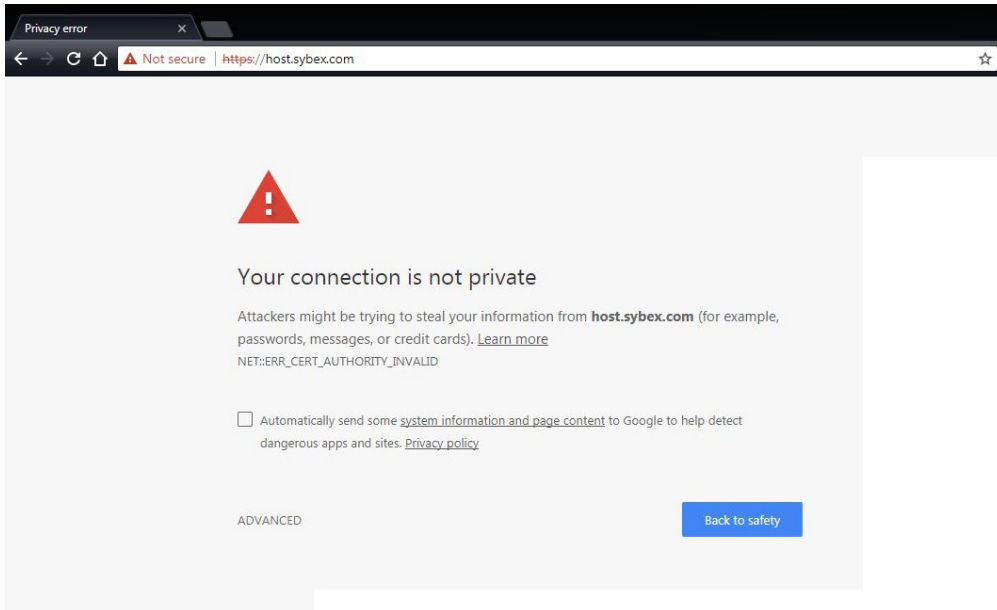 Privacy error
Not secure | https://host.sybex.com
Your connection is not private
Attackers might be trying to steal your information from host.sybex.com (for example,
passwords, messages, or credit cards). Learn more
NET::ERR_CERT_AUTHORITY_INVALID
Automatically send some system information and page content to Google to help detect
dangerous apps and sites. Privacy policy
ADVANCED
Back to safety